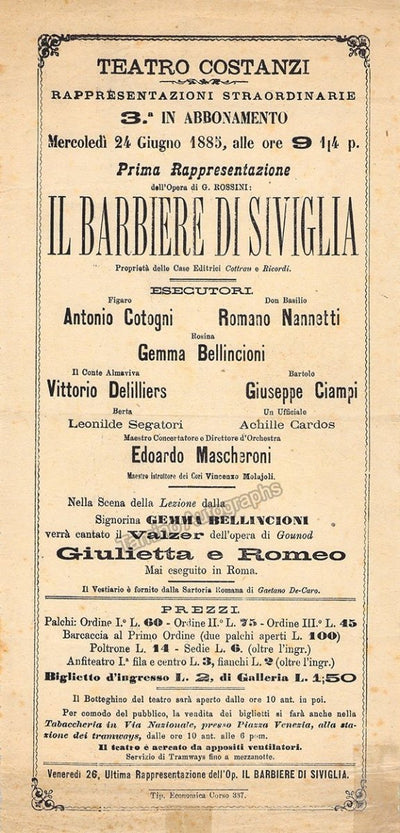 TEATRO COSTANZI
RAPPRESENTAZIONI STRAORDINARIE
3.ª IN ABBONAMENTO
Mercoledì 24 Giugno 1885, alle ore 9 1¡4 p.
Prima Rappresentazione
dell'Opera di G. ROSSINI:
IL BARBIERE DI SIVIGLIA
Proprietà delle Case Editrici Cottrau e Ricordi.
ESECUTORI.
Figaro Don Basilio
Antonio Cotogni Romano Nannetti
Rosina
Gemma Bellincioni
Il Conte Almaviva Bartolo
Vittorio Delilliers Giuseppe Ciampi
Berta Un Ufficiale
Leonilde Segatori Achille Cardos
Maestro Concertatore e Direttore d'Orchestra
Edoardo Mascheroni
Maestro istruttore dei Cori Vincenzo Molajoli.
Nella Scena della Lezione dalla
Signorina GEMMA BELLINCIONI
verrà cantato il Valzer dell'opera di Gounod
Giulietta e Romeo
Mai eseguito in Roma.
Il Vestiario è fornito dalla Sartoria Romana di Gaetano De-Caro.
PREZZI.
Palchi: Ordine I.º L. 60 - Ordine II.º L. 75 - Ordine III.º L. 45
Barcaccia al Primo Ordine (due palchi aperti L. 100)
Poltrone L. 14 - Sedie L. 6. (oltre l'ingr.)
Anfiteatro 1.ª fila e centro L. 3, fianchi L. 2 (oltre l'ingr.)
Biglietto d'ingresso L. 2, di Galleria L. 1,50
Il Botteghino del teatro sarà aperto dalle ore 10 ant. in poi.
Per comodo del pubblico, la vendita dei biglietti si farà anche nella
Tabaccheria in Via Nazionale, presso Piazza Venezia, alla sta-
zione dei tramways, dalle ore 10 ant. alle 6 pom.
Il teatro è aereato da appositi ventilatori.
Servizio di Tramways fino a mezzanotte.
Venerdì 26, Ultima Rappresentazione dell'Op. IL BARBIERE DI SIVIGLIA.
Tip. Economica Corso 387.
Tamino Autographs